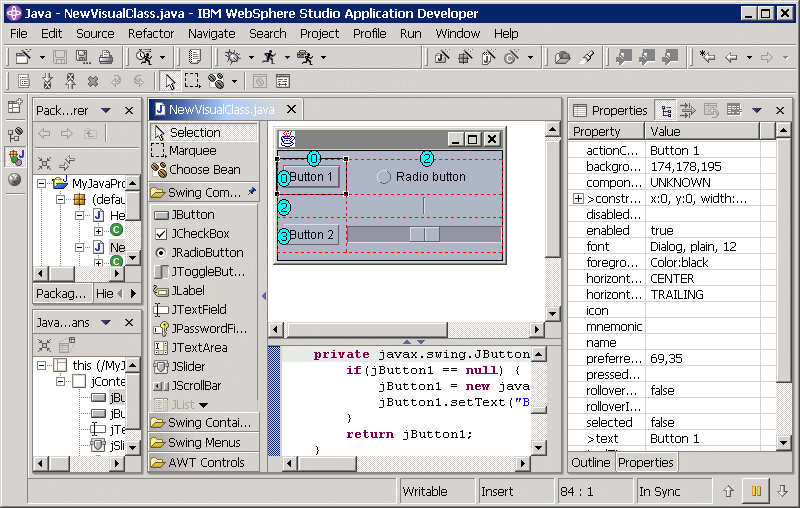 Java - NewVisualClass.java - IBM WebSphere Studio Application Developer
File Edit Source Refactor Navigate Search Project Profile Run Window Help
Pack...rer
MyJavaPro
(defau
He
C
Ne
Packag... Hie
Java...ans
this (/MyJ
jConte
jBu
jBu
jTe
jSli
NewVisualClass.java
Selection
Marquee
Choose Bean
Swing Com...
JButton
JCheckBox
JRadioButton
JToggleBut...
JLabel
JTextField
JPasswordFi...
JTextArea
JSlider
JScrollBar
JList
Swing Contai...
Swing Menus
AWT Controls
0 2
0 Button 1 Radio button
2
3 Button 2
private javax.swing.JButton
if(jButton1 == null) {
jButton1 = new java
jButton1.setText("B
}
return jButton1;
}
Properties
Property Value
actionC... Button 1
backgro... 174,178,195
compon... UNKNOWN
>constr... x:0, y:0, width:...
disabled...
enabled true
font Dialog, plain, 12
foregro... Color:black
horizont... CENTER
horizont... TRAILING
icon
mnemonic
name
preferre... 69,35
pressed...
rollover... false
rolloverI...
selected false
>text Button 1
Outline Properties
Writable Insert 84 : 1 In Sync